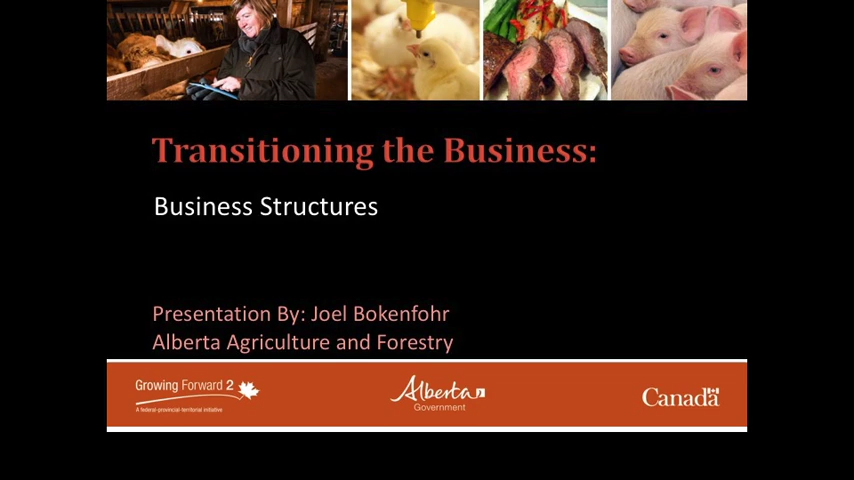 Transitioning the Business:
Business Structures
Presentation By: Joel Bokenfohr
Alberta Agriculture and Forestry
Growing Forward 2
A federal-provincial-territorial initiative
Alberta
Government
Canada